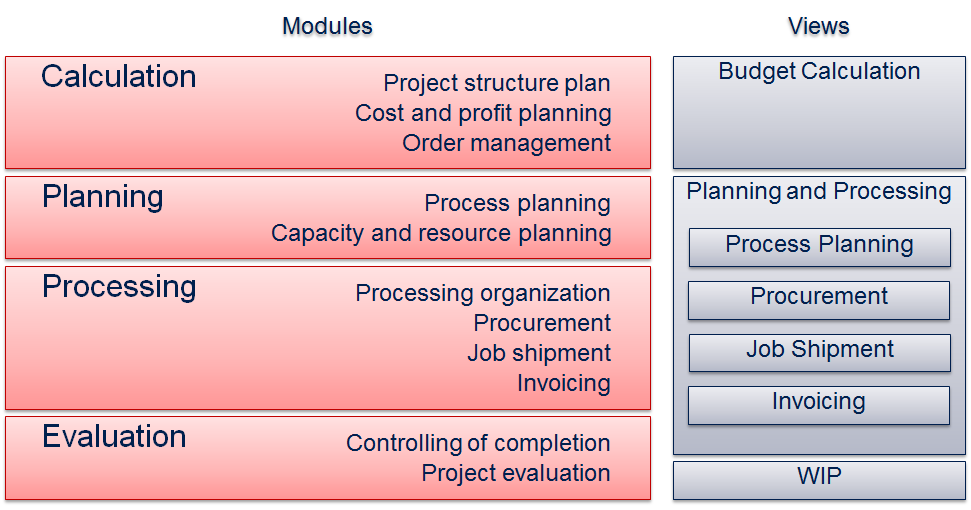 Modules
Views
Calculation
Project structure plan
Cost and profit planning
Order management
Budget Calculation
Planning
Process planning
Capacity and resource planning
Processing
Processing organization
Procurement
Job shipment
Invoicing
Planning and Processing
Process Planning
Procurement
Job Shipment
Invoicing
Evaluation
Controlling of completion
Project evaluation
WIP